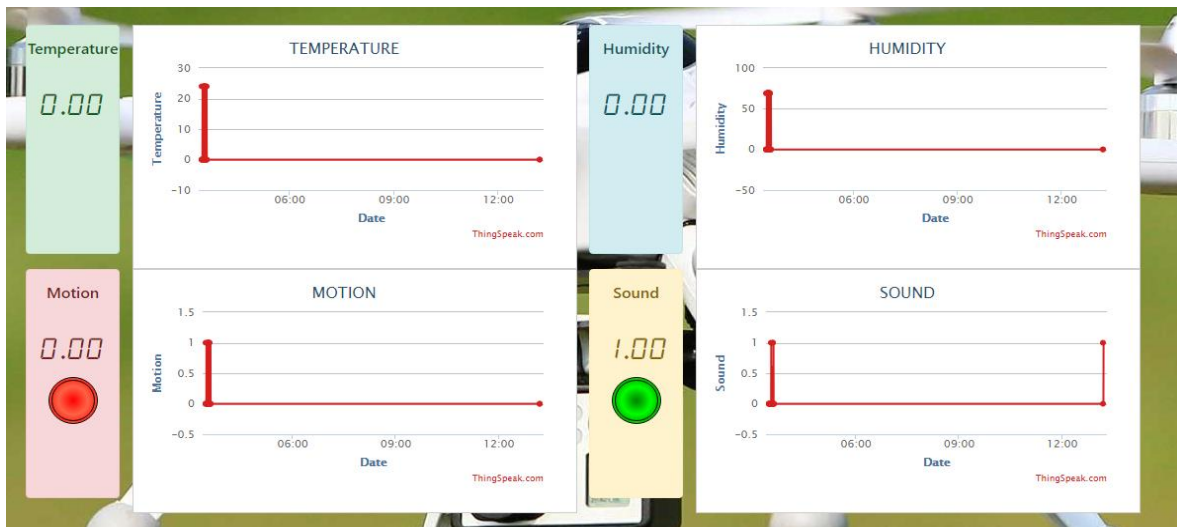 Temperature
0.00
TEMPERATURE
30
20
10
0
-10
Temperature
06:00 09:00 12:00
Date
ThingSpeak.com
Humidity
0.00
HUMIDITY
100
50
0
-50
Humidity
06:00 09:00 12:00
Date
ThingSpeak.com
Motion
0.00
MOTION
1.5
1
0.5
0
-0.5
Motion
06:00 09:00 12:00
Date
ThingSpeak.com
Sound
1.00
SOUND
1.5
1
0.5
0
-0.5
Sound
06:00 09:00 12:00
Date
ThingSpeak.com